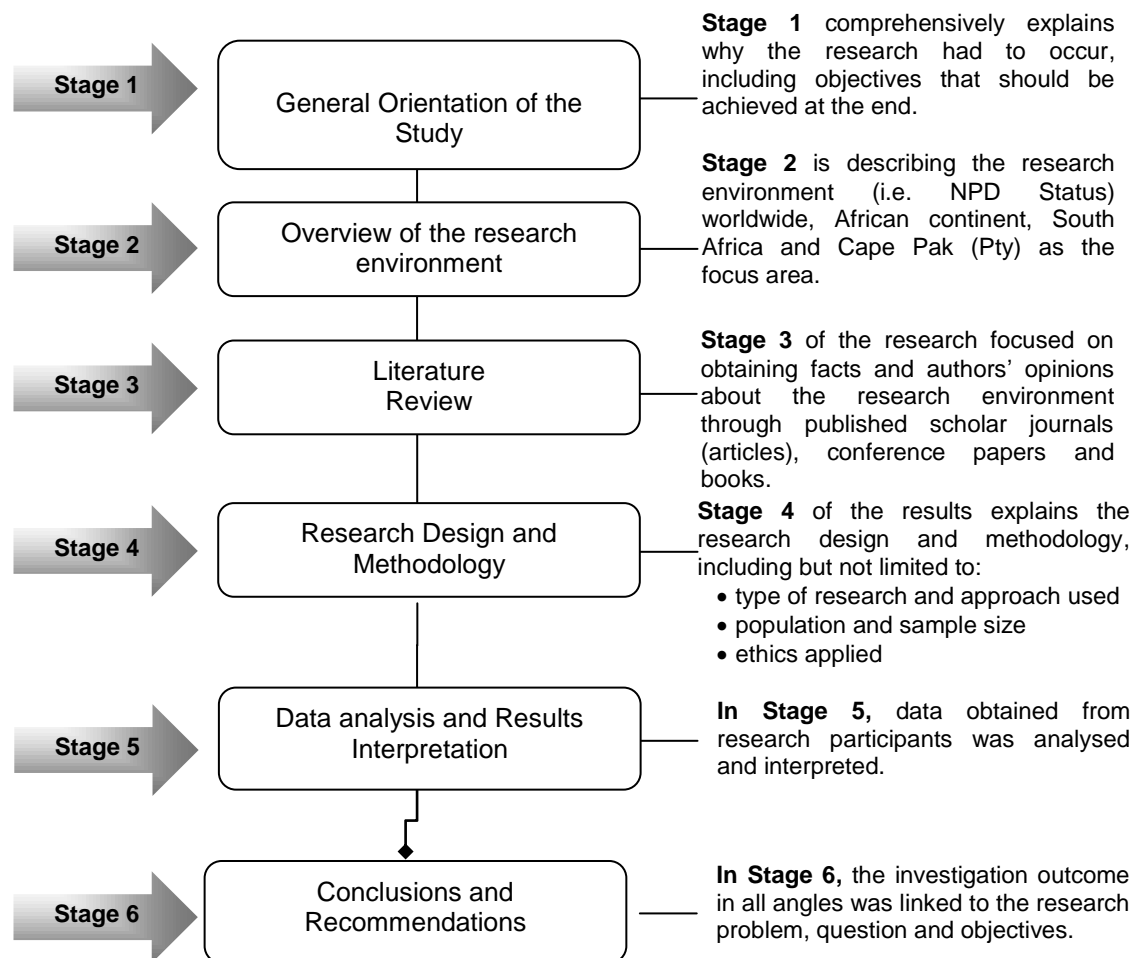 Stage 1
General Orientation of the
Study
Stage 1 comprehensively explains
why the research had to occur,
including objectives that should be
achieved at the end.
Stage 2
Overview of the research
environment
Stage 2 is describing the research
environment (i.e. NPD Status)
worldwide, African continent, South
Africa and Cape Pak (Pty) as the
focus area.
Stage 3
Literature
Review
Stage 3 of the research focused on
obtaining facts and authors’ opinions
about the research environment
through published scholar journals
(articles), conference papers and
books.
Stage 4
Research Design and
Methodology
Stage 4 of the results explains the
research design and methodology,
including but not limited to:
• type of research and approach used
• population and sample size
• ethics applied
Stage 5
Data analysis and Results
Interpretation
In Stage 5, data obtained from
research participants was analysed
and interpreted.
Stage 6
Conclusions and
Recommendations
In Stage 6, the investigation outcome
in all angles was linked to the research
problem, question and objectives.